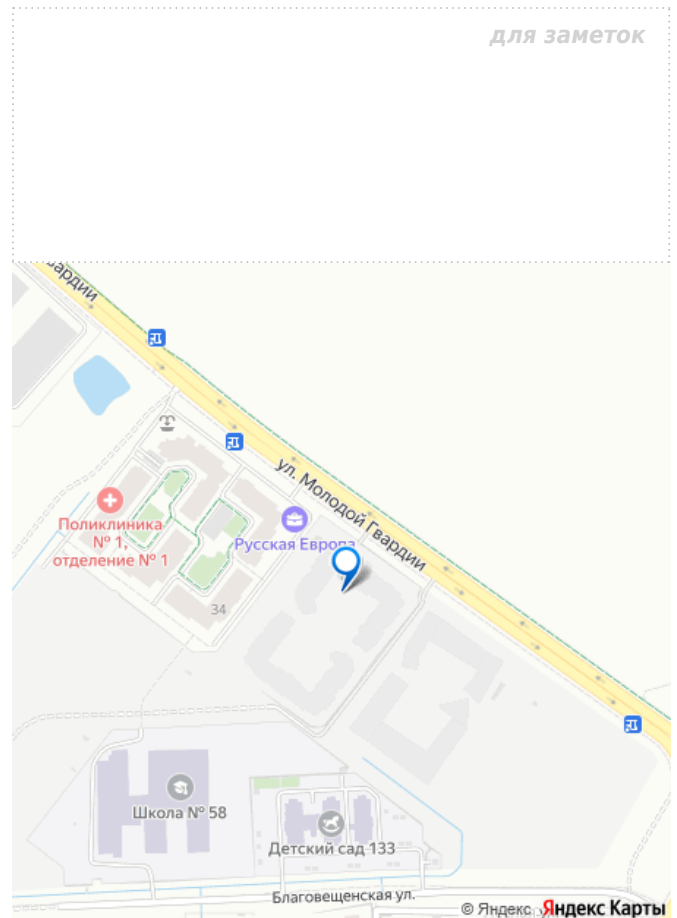 для заметок
вардии
ул. Молодой Гвардии
Поликлиника
№ 1,
отделение № 1
Русская Европа
34
Школа № 58
Детский сад 133
Благовещенская ул.
© Яндекс Яндекс Карты